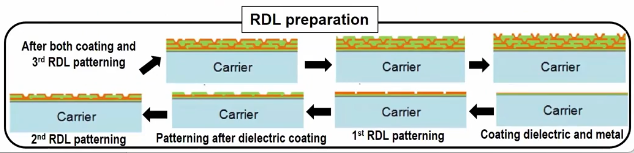 RDL preparation
After both coating and
3rd RDL patterning
Carrier
Carrier
Carrier
Carrier
Carrier
Carrier
Carrier
2nd RDL patterning
Patterning after dielectric coating
1st RDL patterning
Coating dielectric and metal